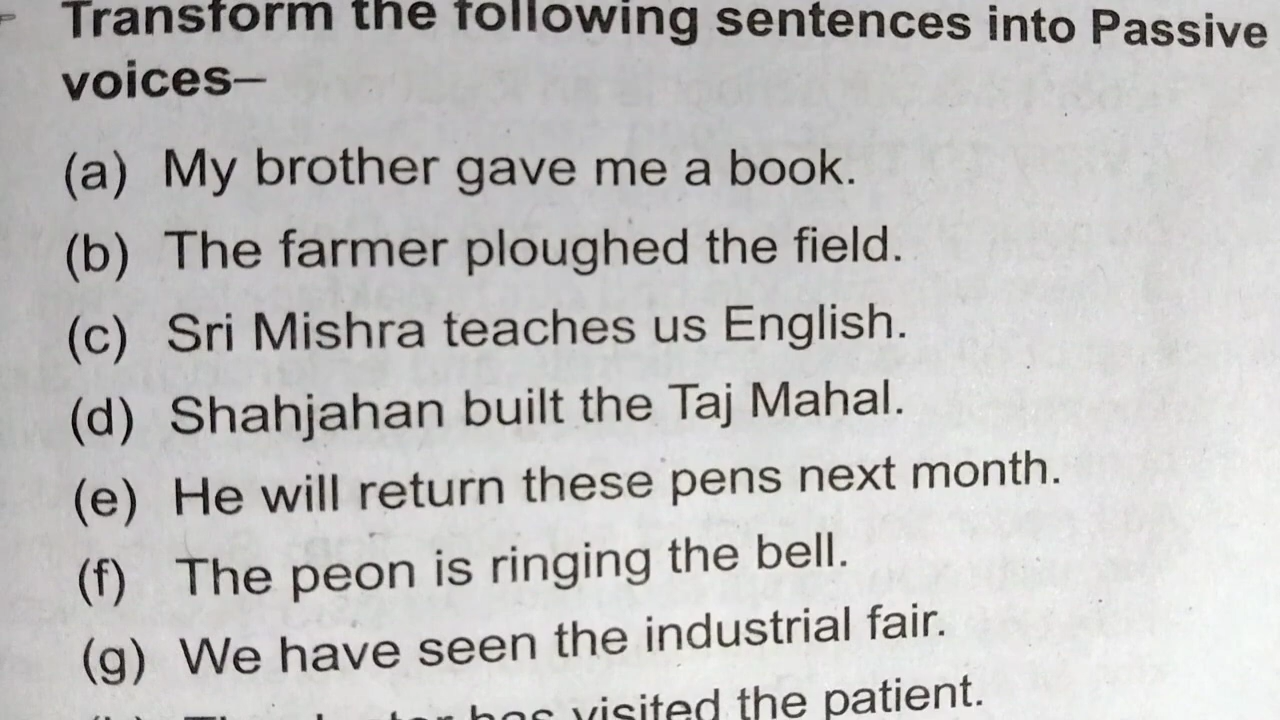 Transform the following sentences into Passive
voices–
(a) My brother gave me a book.
(b) The farmer ploughed the field.
(c) Sri Mishra teaches us English.
(d) Shahjahan built the Taj Mahal.
(e) He will return these pens next month.
(f) The peon is ringing the bell.
(g) We have seen the industrial fair.
has visited the patient.